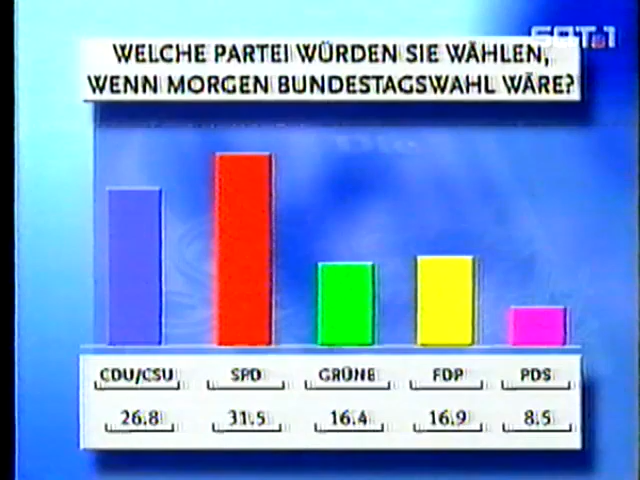 SAT.1
WELCHE PARTEI WÜRDEN SIE WÄHLEN,
WENN MORGEN BUNDESTAGSWAHL WÄRE?
CDU/CSU SPD GRÜNE FDP PDS
26.8 31.5 16.4 16.9 8.5